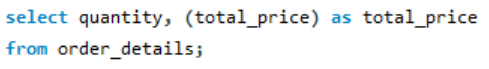 select quantity, (total_price) as total_price
from order_details;